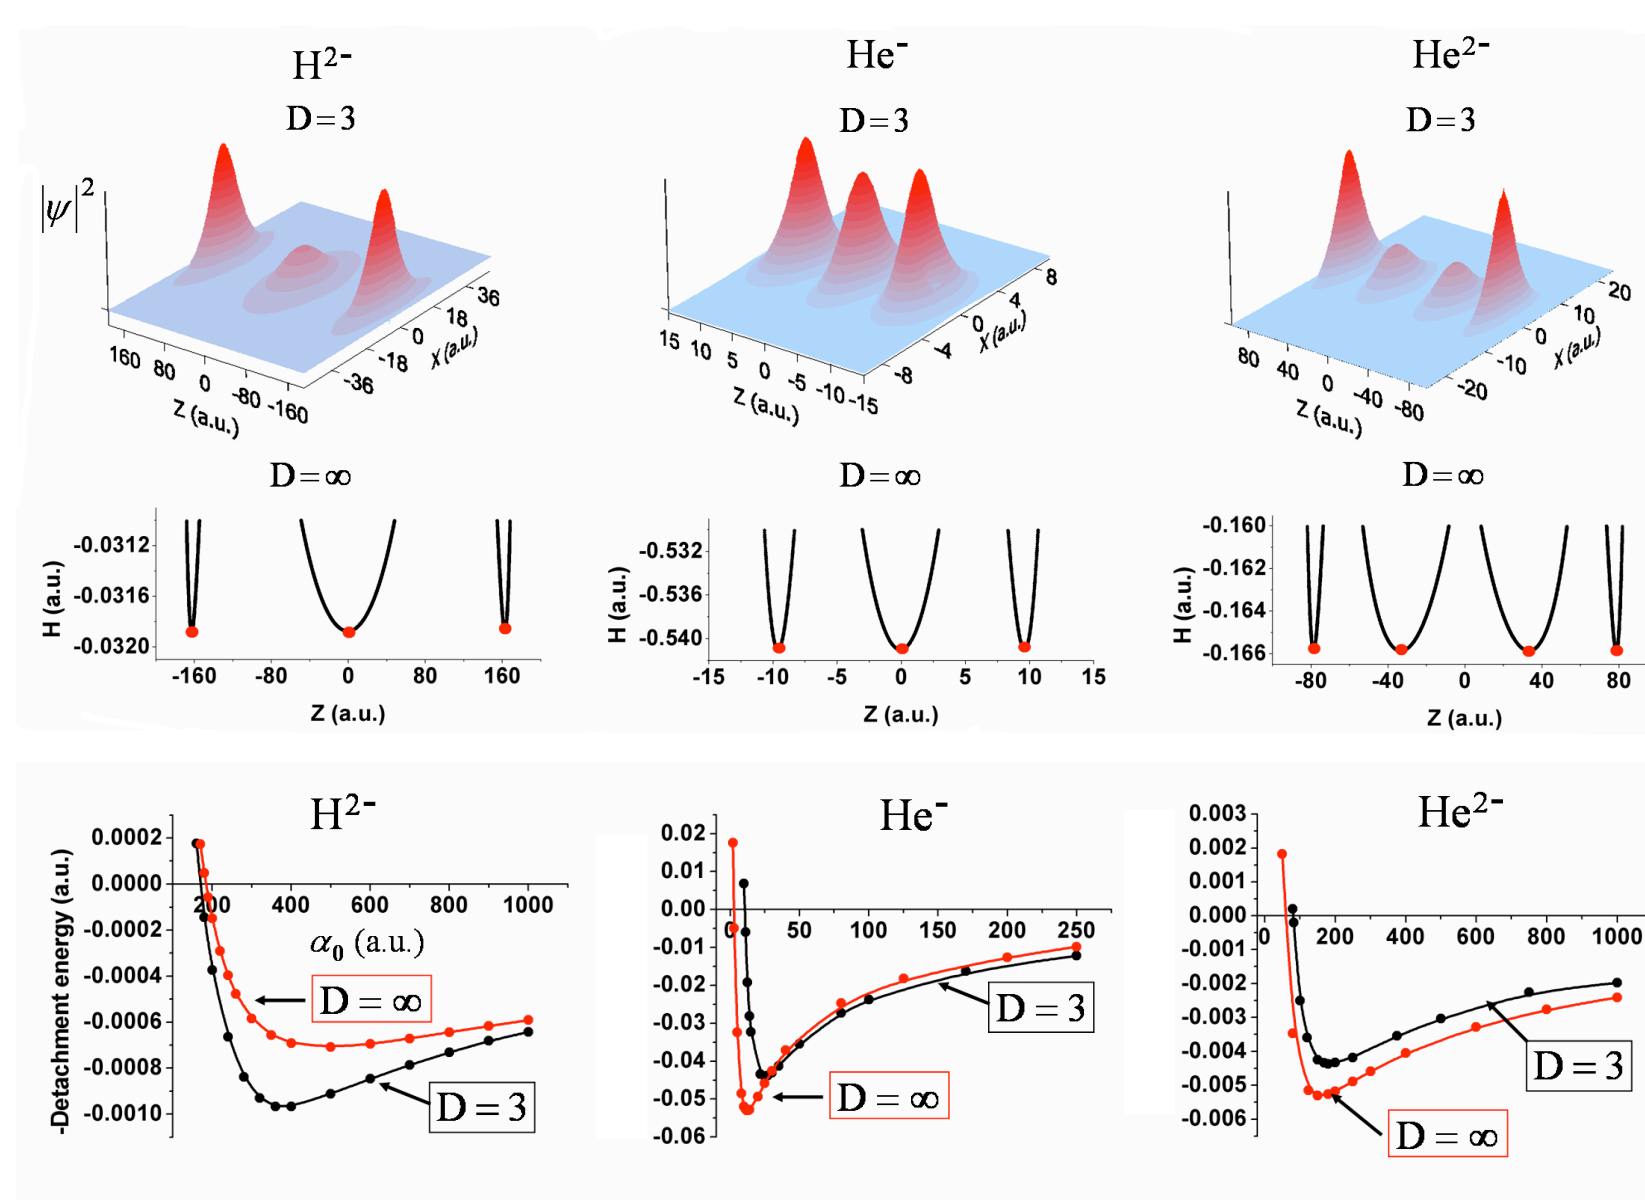 H²⁻
D=3
|ψ|²
160 80 0 -80 -160
Z (a.u.)
-36 -18 0 18 36
X (a.u.)
He⁻
D=3
15 10 5 0 -5 -10 -15
Z (a.u.)
-8 -4 0 4 8
X (a.u.)
He²⁻
D=3
80 40 0 -40 -80
Z (a.u.)
-20 -10 0 10 20
X (a.u.)
D=∞
H (a.u.)
-0.0312
-0.0316
-0.0320
-160 -80 0 80 160
Z (a.u.)
D=∞
H (a.u.)
-0.532
-0.536
-0.540
-15 -10 -5 0 5 10 15
Z (a.u.)
D=∞
H (a.u.)
-0.160
-0.162
-0.164
-0.166
-80 -40 0 40 80
Z (a.u.)
H²⁻
-Detachment energy (a.u.)
0.0002
0.0000
-0.0002
-0.0004
-0.0006
-0.0008
-0.0010
200 400 600 800 1000
α₀ (a.u.)
D = ∞
D = 3
He⁻
0.02
0.01
0.00
-0.01
-0.02
-0.03
-0.04
-0.05
-0.06
0 50 100 150 200 250
D = 3
D = ∞
He²⁻
0.003
0.002
0.001
0.000
-0.001
-0.002
-0.003
-0.004
-0.005
-0.006
0 200 400 600 800 1000
D = 3
D = ∞